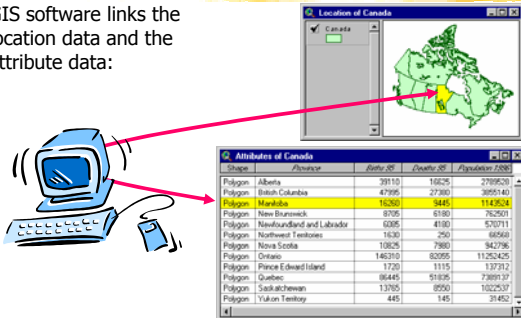 GIS software links the
location data and the
attribute data:
Location of Canada
Canada
Attributes of Canada
Shape Province Births 95 Deaths 95 Population 1996
Polygon Alberta 39110 16625 2789528
Polygon British Columbia 47995 27380 3855140
Polygon Manitoba 16260 9445 1143524
Polygon New Brunswick 8705 6180 762501
Polygon Newfoundland and Labrador 6085 4180 570711
Polygon Northwest Territories 1630 250 66568
Polygon Nova Scotia 10825 7980 942796
Polygon Ontario 146310 82055 11252425
Polygon Prince Edward Island 1720 1115 137312
Polygon Quebec 86445 51835 7389137
Polygon Saskatchewan 13765 8550 1022537
Polygon Yukon Territory 445 145 31452